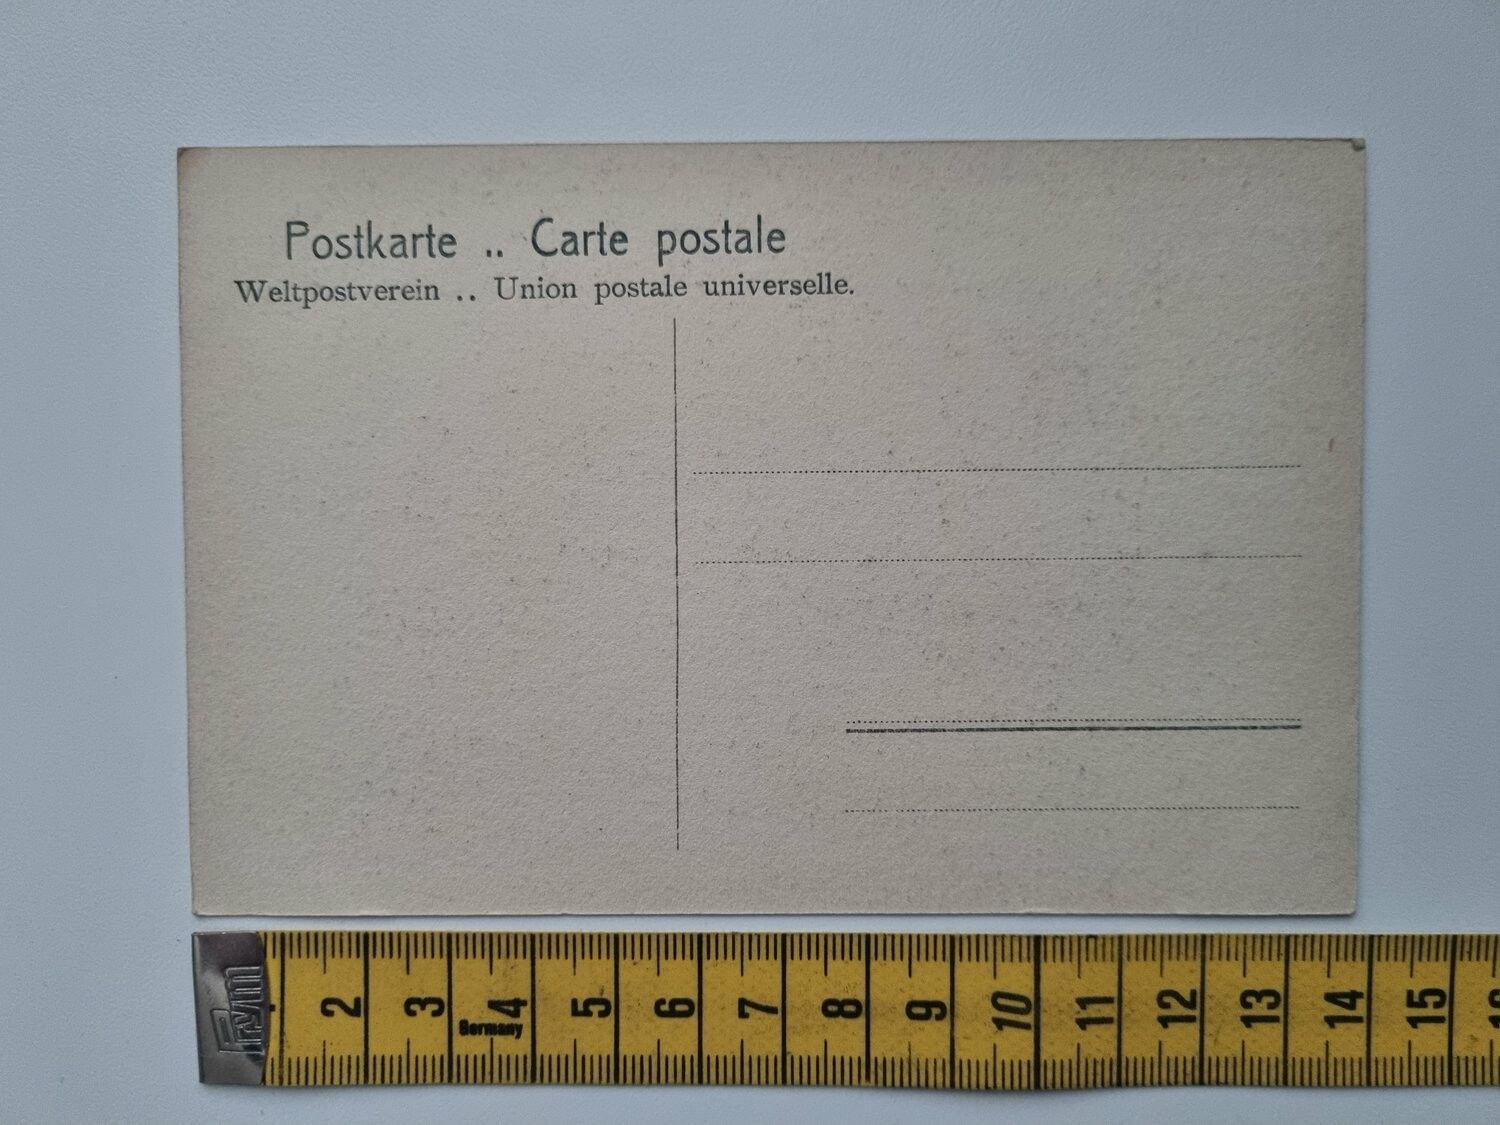 Postkarte .. Carte postale
Weltpostverein .. Union postale universelle.
Prym 2 3 4 5 6 7 8 9 10 11 12 13 14 15
Germany